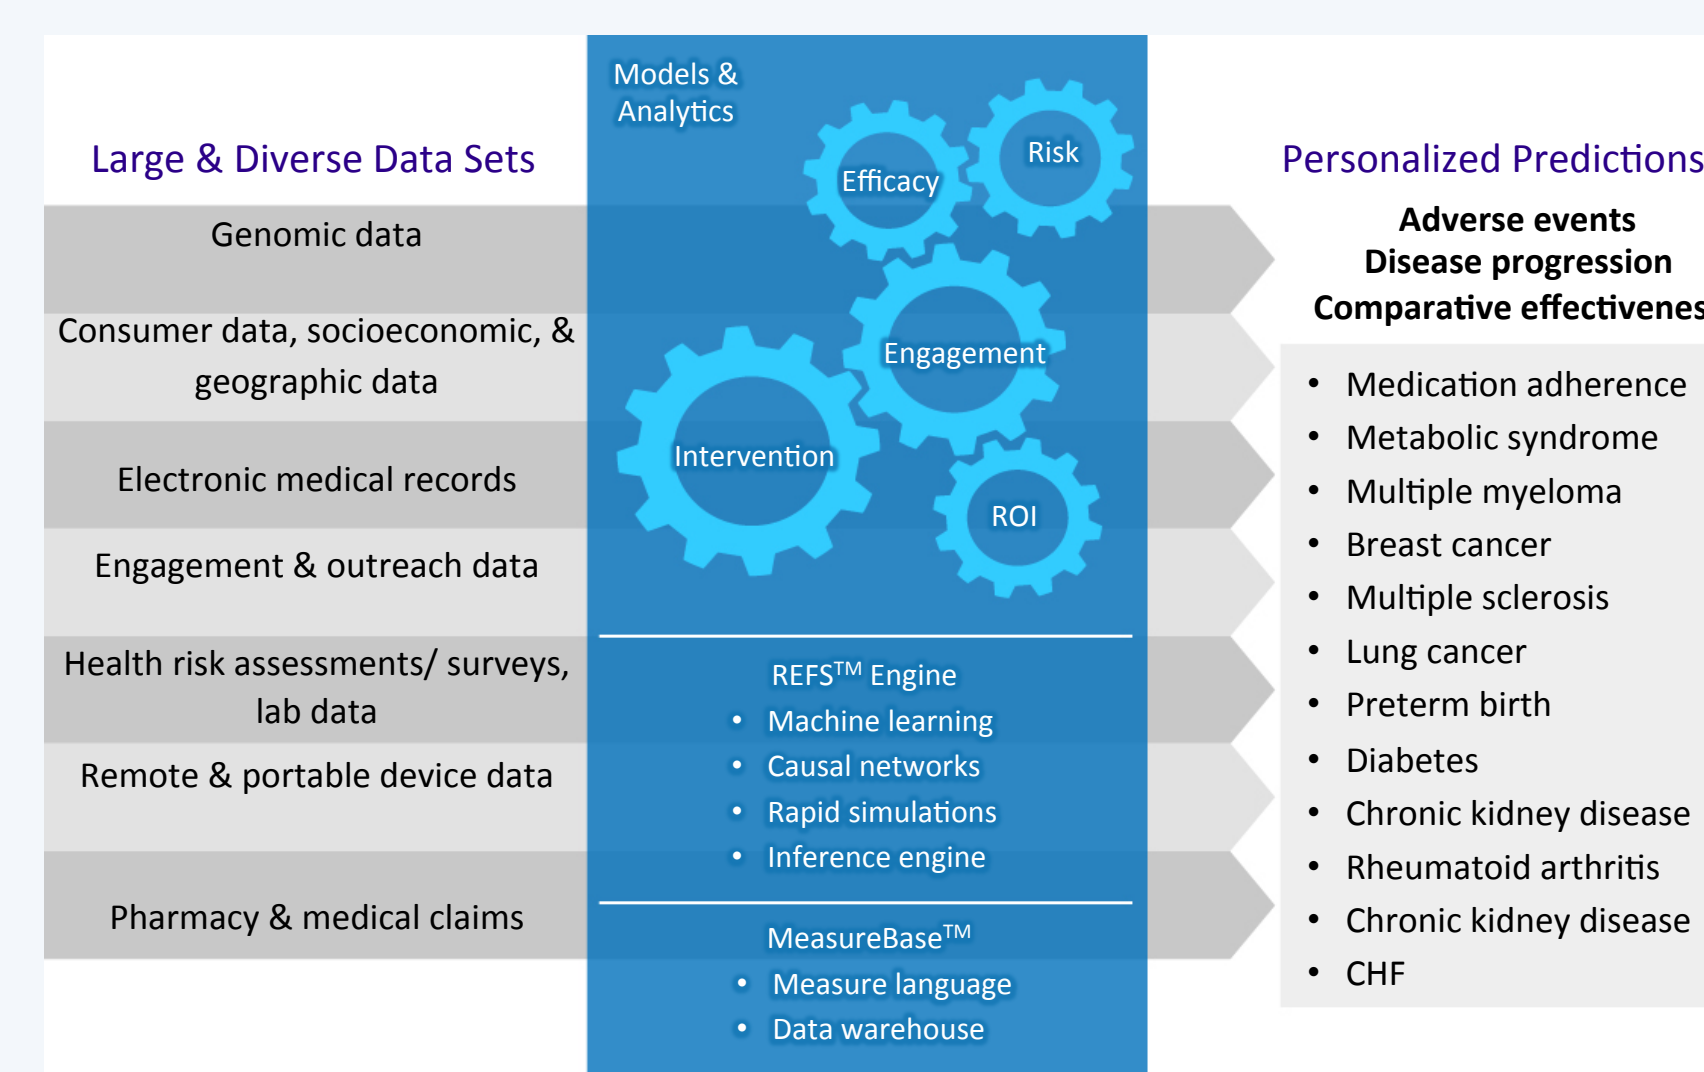 Large & Diverse Data Sets
Genomic data
Consumer data, socioeconomic, &
geographic data
Electronic medical records
Engagement & outreach data
Health risk assessments/ surveys,
lab data
Remote & portable device data
Pharmacy & medical claims
Models &
Analytics
Efficacy
Risk
Engagement
Intervention
ROI
REFS™ Engine
• Machine learning
• Causal networks
• Rapid simulations
• Inference engine
MeasureBase™
• Measure language
• Data warehouse
Personalized Predictions
Adverse events
Disease progression
Comparative effectivenes
• Medication adherence
• Metabolic syndrome
• Multiple myeloma
• Breast cancer
• Multiple sclerosis
• Lung cancer
• Preterm birth
• Diabetes
• Chronic kidney disease
• Rheumatoid arthritis
• Chronic kidney disease
• CHF